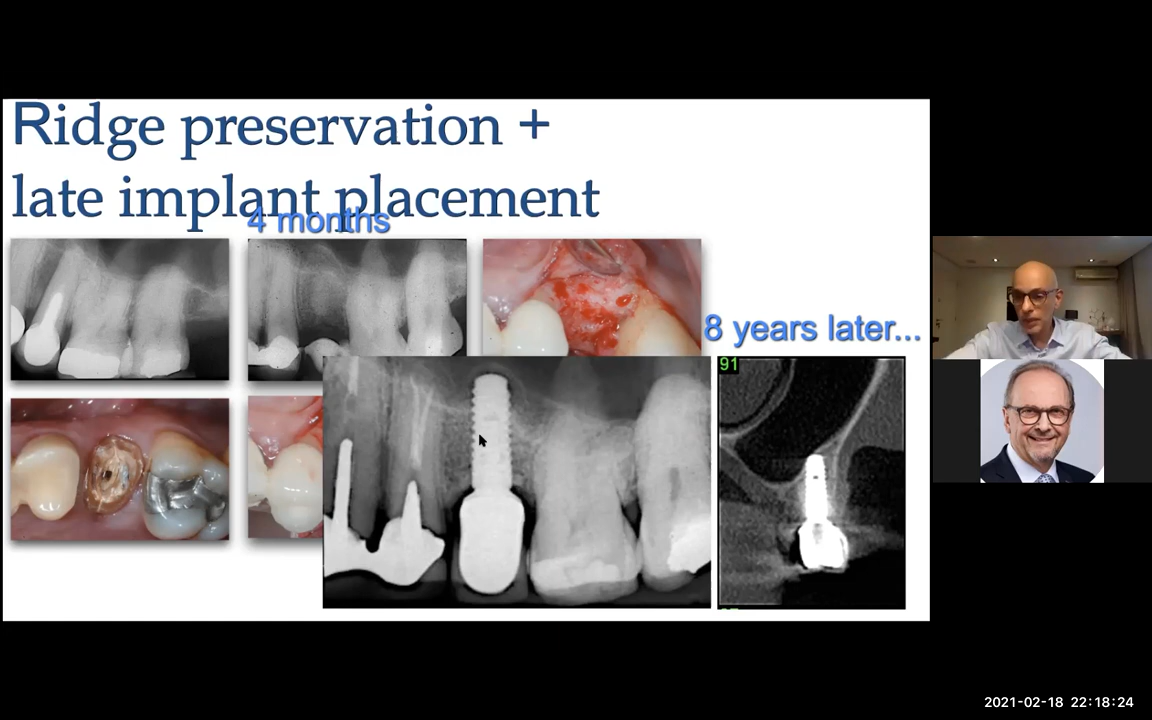 Ridge preservation +
late implant placement
4 months
8 years later...
91
2021-02-18 22:18:24